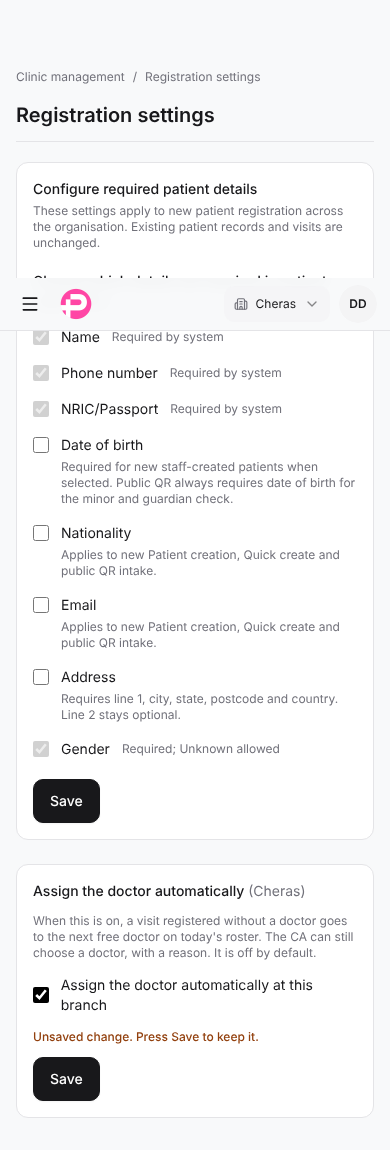 Clinic management / Registration settings
Registration settings
Configure required patient details
These settings apply to new patient registration across
the organisation. Existing patient records and visits are
unchanged.
Cheras
DD
Name Required by system
Phone number Required by system
NRIC/Passport Required by system
Date of birth
Required for new staff-created patients when
selected. Public QR always requires date of birth for
the minor and guardian check.
Nationality
Applies to new Patient creation, Quick create and
public QR intake.
Email
Applies to new Patient creation, Quick create and
public QR intake.
Address
Requires line 1, city, state, postcode and country.
Line 2 stays optional.
Gender Required; Unknown allowed
Save
Assign the doctor automatically (Cheras)
When this is on, a visit registered without a doctor goes
to the next free doctor on today's roster. The CA can still
choose a doctor, with a reason. It is off by default.
Assign the doctor automatically at this
branch
Unsaved change. Press Save to keep it.
Save